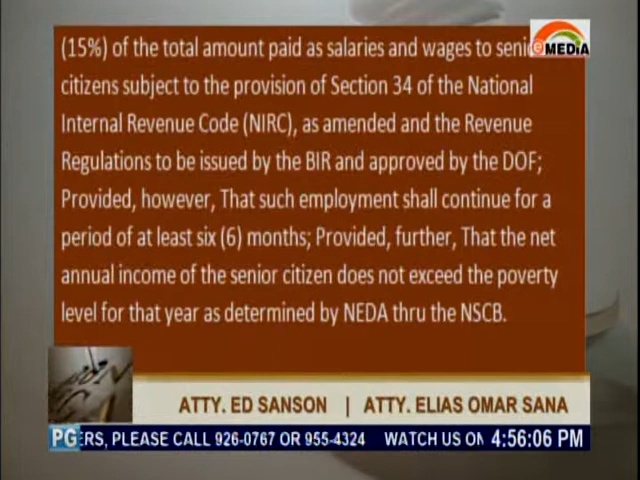 (15%) of the total amount paid as salaries and wages to
citizens subject to the provision of Section 34 of the National
Internal Revenue Code (NIRC), as amended and the Revenue
Regulations to be issued by the BIR and approved by the DOF;
Provided, however, That such employment shall continue for a
period of at least six (6) months; Provided, further, That the net
annual income of the senior citizen does not exceed the poverty
level for that year as determined by NEDA thru the NSCB.
eMEDIA
ATTY. ED SANSON | ATTY. ELIAS OMAR SANA
PG ERS, PLEASE CALL 926-0767 OR 955-4324 WATCH US ON 4:56:06 PM